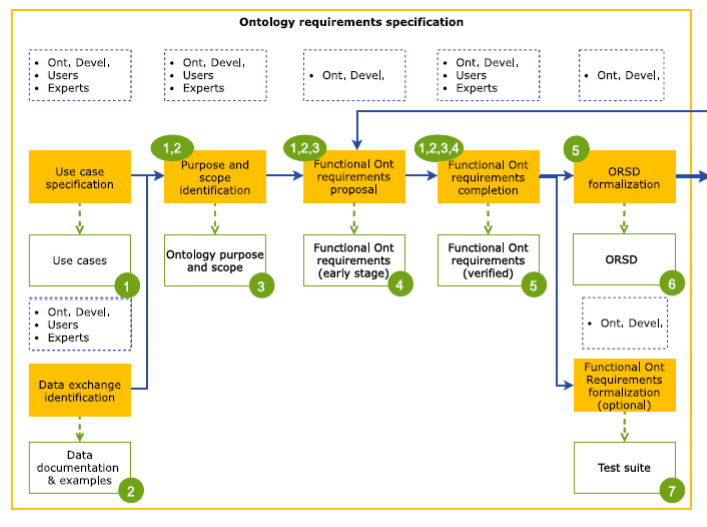 Ontology requirements specification
• Ont. Devel.
• Users
• Experts
• Ont. Devel.
• Users
• Experts
• Ont. Devel.
• Ont. Devel.
• Users
• Experts
• Ont. Devel.
1,2
1,2,3
1,2,3,4
5
Use case
specification
Purpose and
scope
identification
Functional Ont
requirements
proposal
Functional Ont
requirements
completion
ORSD
formalization
Use cases
1
Ontology purpose
and scope
3
Functional Ont
requirements
(early stage)
4
Functional Ont
requirements
(verified)
5
ORSD
6
• Ont. Devel.
• Users
• Experts
• Ont. Devel.
Data exchange
identification
Functional Ont
Requirements
formalization
(optional)
Data
documentation
& examples
2
Test suite
7